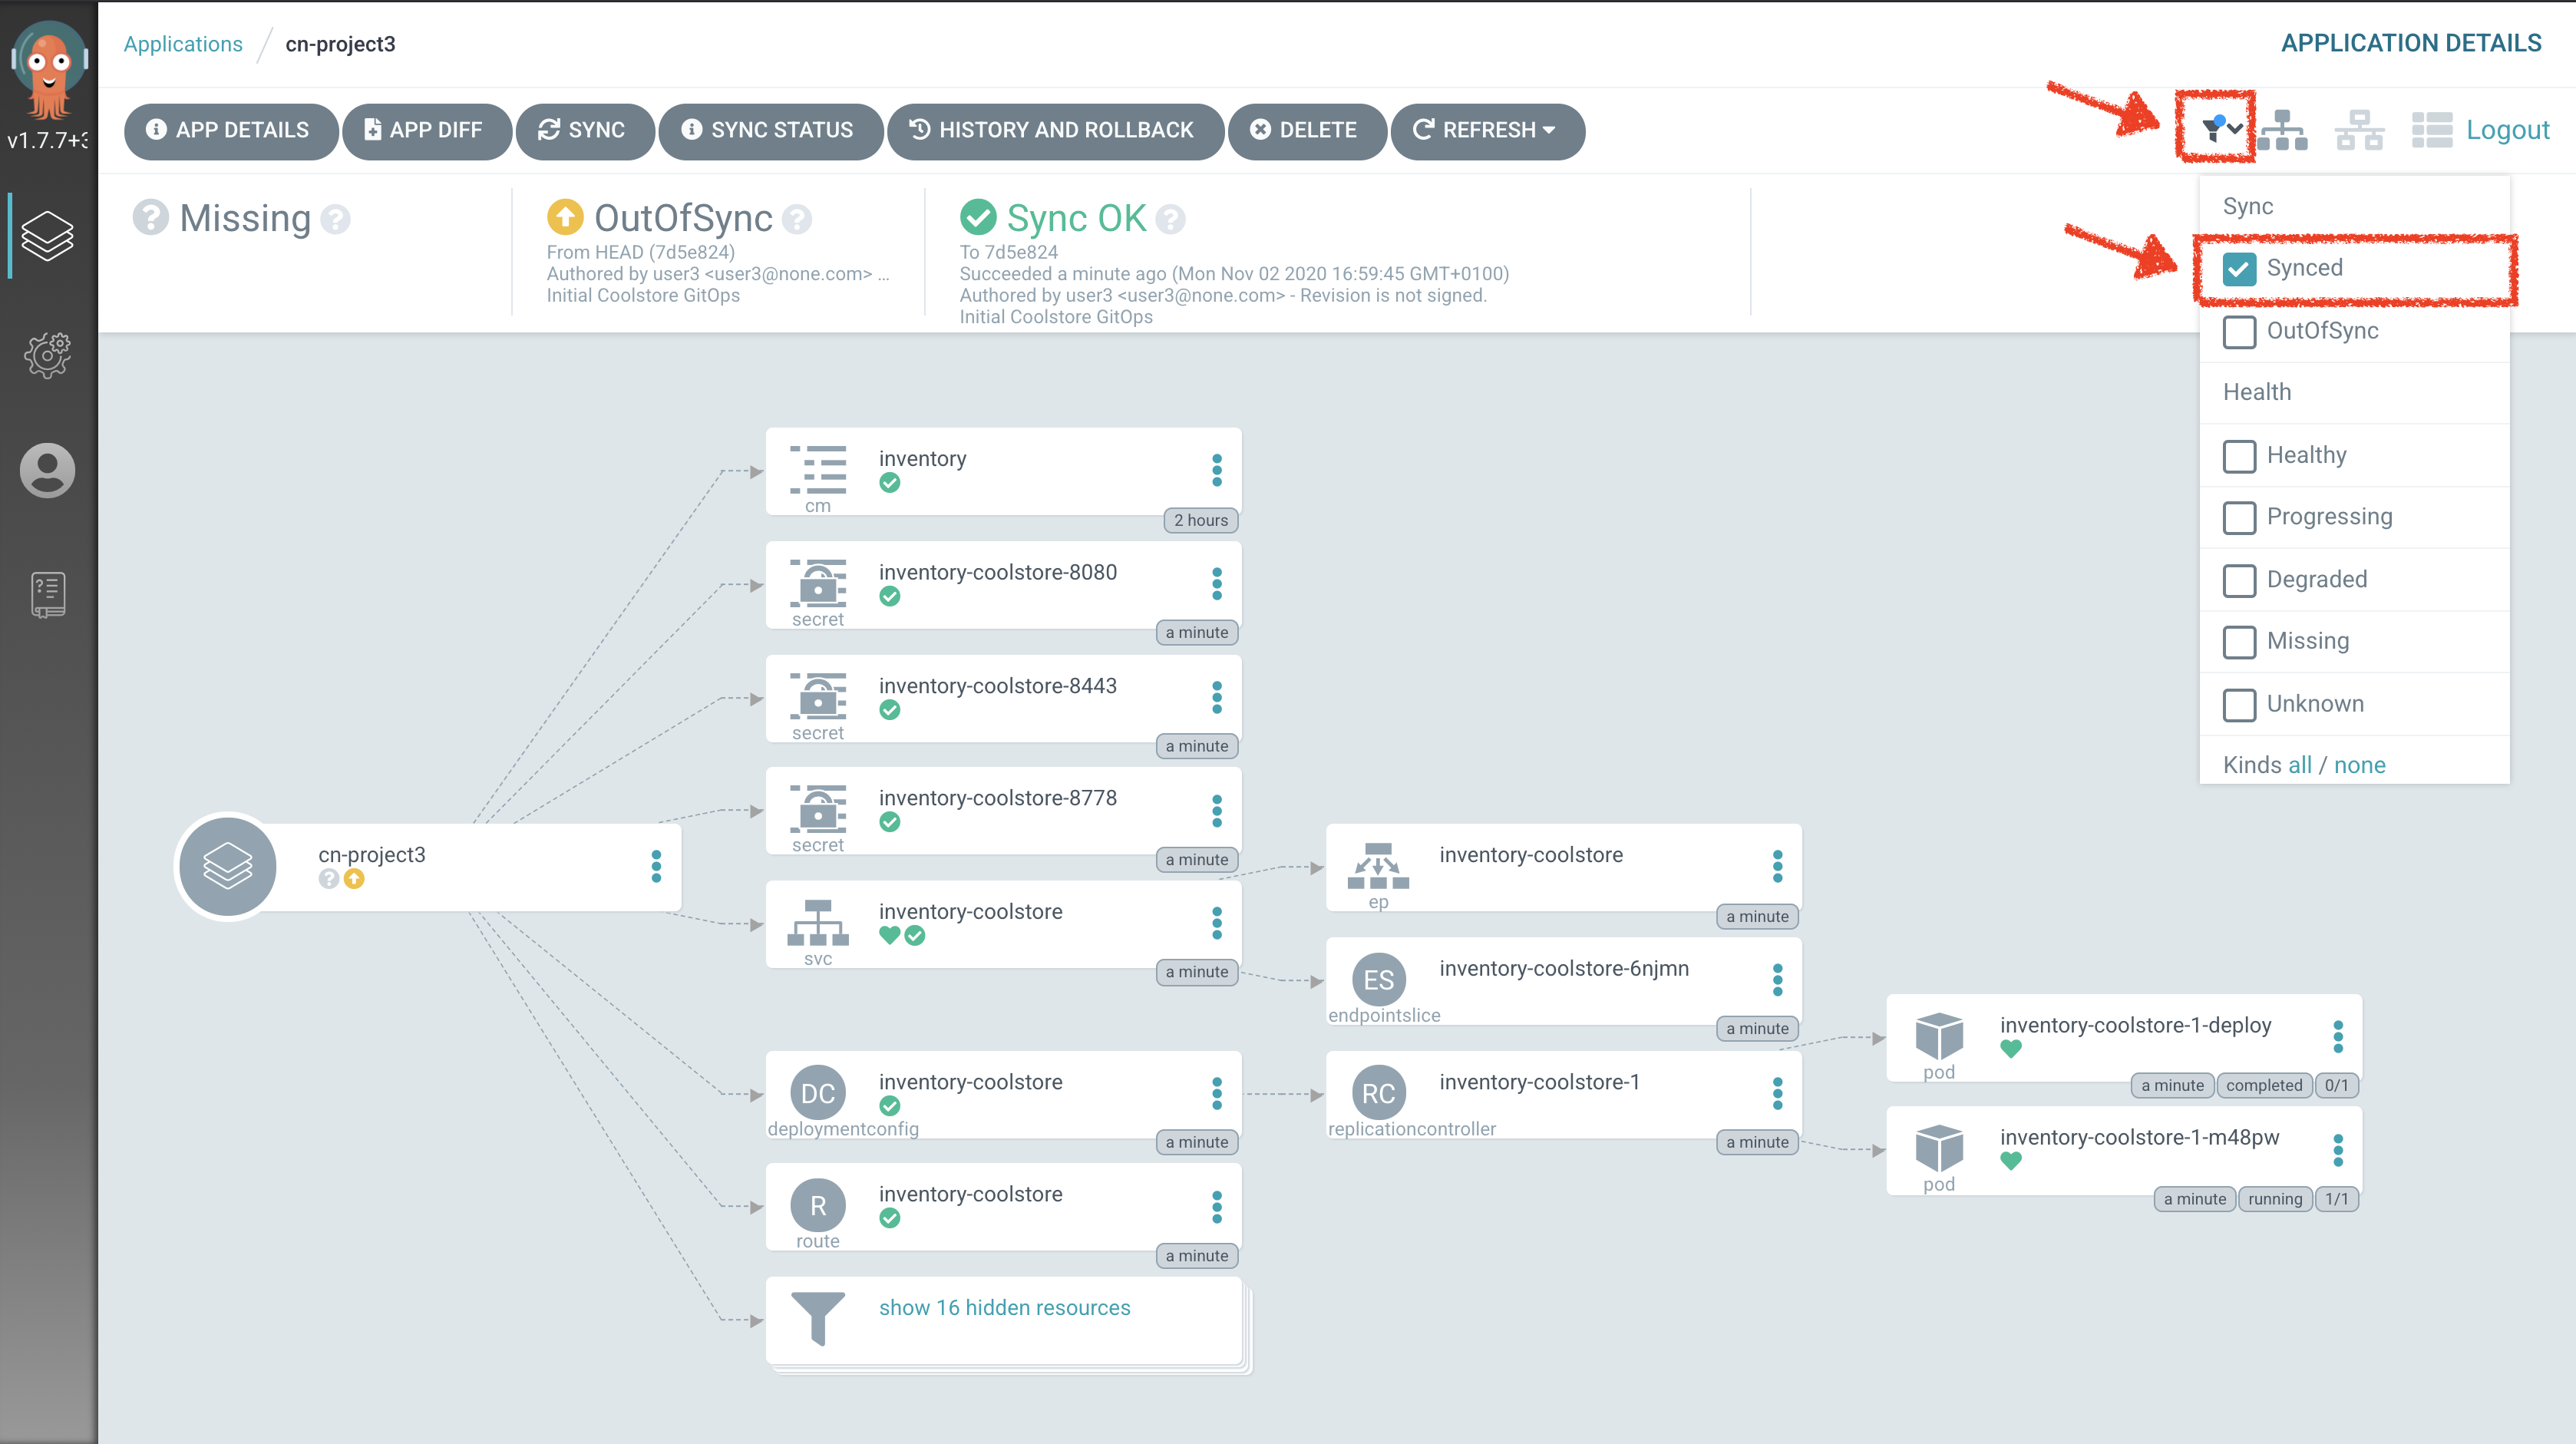 Applications / cn-project3
APPLICATION DETAILS
v1.7.7+3
APP DETAILS
APP DIFF
SYNC
SYNC STATUS
HISTORY AND ROLLBACK
DELETE
REFRESH
Logout
Missing
OutOfSync
From HEAD (7d5e824)
Authored by user3 <user3@none.com> ...
Initial Coolstore GitOps
Sync OK
To 7d5e824
Succeeded a minute ago (Mon Nov 02 2020 16:59:45 GMT+0100)
Authored by user3 <user3@none.com> - Revision is not signed.
Initial Coolstore GitOps
Sync
Synced
OutOfSync
Health
Healthy
Progressing
Degraded
Missing
Unknown
Kinds all / none
cn-project3
inventory
cm
2 hours
inventory-coolstore-8080
secret
a minute
inventory-coolstore-8443
secret
a minute
inventory-coolstore-8778
secret
a minute
inventory-coolstore
svc
a minute
inventory-coolstore
ep
a minute
ES
inventory-coolstore-6njmn
endpointslice
a minute
DC
inventory-coolstore
deploymentconfig
a minute
RC
inventory-coolstore-1
replicationcontroller
a minute
inventory-coolstore-1-deploy
pod
a minute
completed
0/1
inventory-coolstore-1-m48pw
pod
a minute
running
1/1
R
inventory-coolstore
route
a minute
show 16 hidden resources